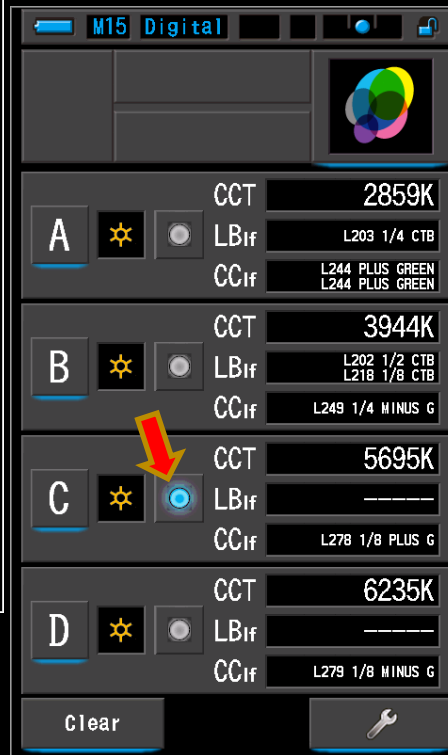 M15 Digital
A
CCT 2859K
LBIf L203 1/4 CTB
CCIf L244 PLUS GREEN
L244 PLUS GREEN
B
CCT 3944K
LBIf L202 1/2 CTB
L218 1/8 CTB
CCIf L249 1/4 MINUS G
C
CCT 5695K
LBIf -----
CCIf L278 1/8 PLUS G
D
CCT 6235K
LBIf -----
CCIf L279 1/8 MINUS G
Clear